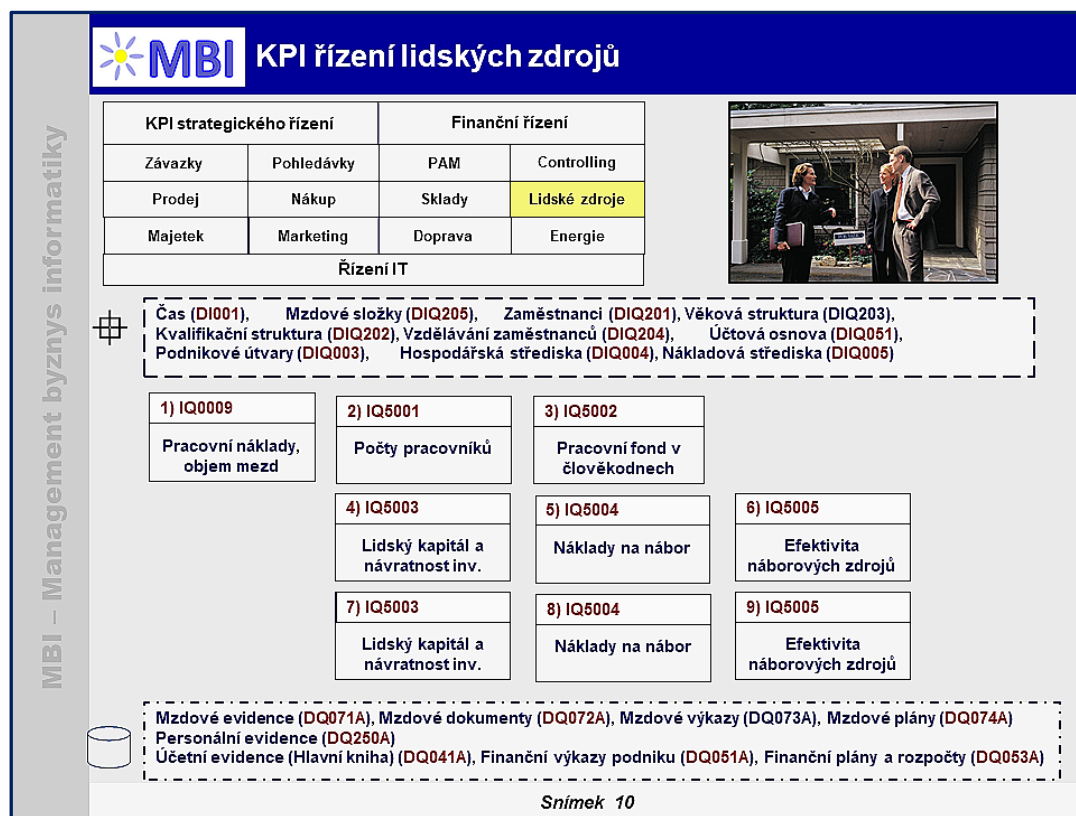 MBI – Management byznys informatiky
MBI
KPI řízení lidských zdrojů
KPI strategického řízení
Finanční řízení
Závazky
Pohledávky
PAM
Controlling
Prodej
Nákup
Sklady
Lidské zdroje
Majetek
Marketing
Doprava
Energie
Řízení IT
Čas (DI001), Mzdové složky (DIQ205), Zaměstnanci (DIQ201), Věková struktura (DIQ203),
Kvalifikační struktura (DIQ202), Vzdělávání zaměstnanců (DIQ204), Účtová osnova (DIQ051),
Podnikové útvary (DIQ003), Hospodářská střediska (DIQ004), Nákladová střediska (DIQ005)
1) IQ0009
Pracovní náklady,
objem mezd
2) IQ5001
Počty pracovníků
3) IQ5002
Pracovní fond v
člověkodnech
4) IQ5003
Lidský kapitál a
návratnost inv.
5) IQ5004
Náklady na nábor
6) IQ5005
Efektivita
náborových zdrojů
7) IQ5003
Lidský kapitál a
návratnost inv.
8) IQ5004
Náklady na nábor
9) IQ5005
Efektivita
náborových zdrojů
Mzdové evidence (DQ071A), Mzdové dokumenty (DQ072A), Mzdové výkazy (DQ073A), Mzdové plány (DQ074A)
Personální evidence (DQ250A)
Účetní evidence (Hlavní kniha) (DQ041A), Finanční výkazy podniku (DQ051A), Finanční plány a rozpočty (DQ053A)
Snímek 10